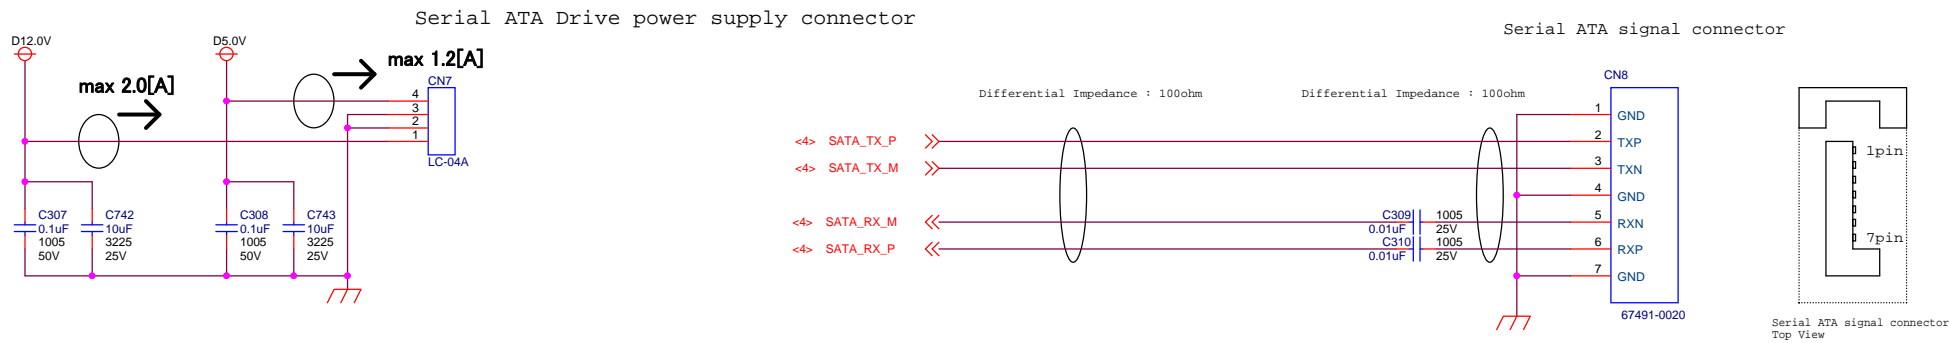 Serial ATA Drive power supply connector
D12.0V
D5.0V
max 2.0[A]
max 1.2[A]
CN7
4
3
2
1
LC-04A
C307
0.1uF
1005
50V
C742
10uF
3225
25V
C308
0.1uF
1005
50V
C743
10uF
3225
25V
Serial ATA signal connector
Differential Impedance : 100ohm
Differential Impedance : 100ohm
<4> SATA_TX_P
<4> SATA_TX_M
<4> SATA_RX_M
<4> SATA_RX_P
C309
0.01uF
1005
25V
C310
0.01uF
1005
25V
CN8
1 GND
2 TXP
3 TXN
4 GND
5 RXN
6 RXP
7 GND
67491-0020
1pin
7pin
Serial ATA signal connector
Top View